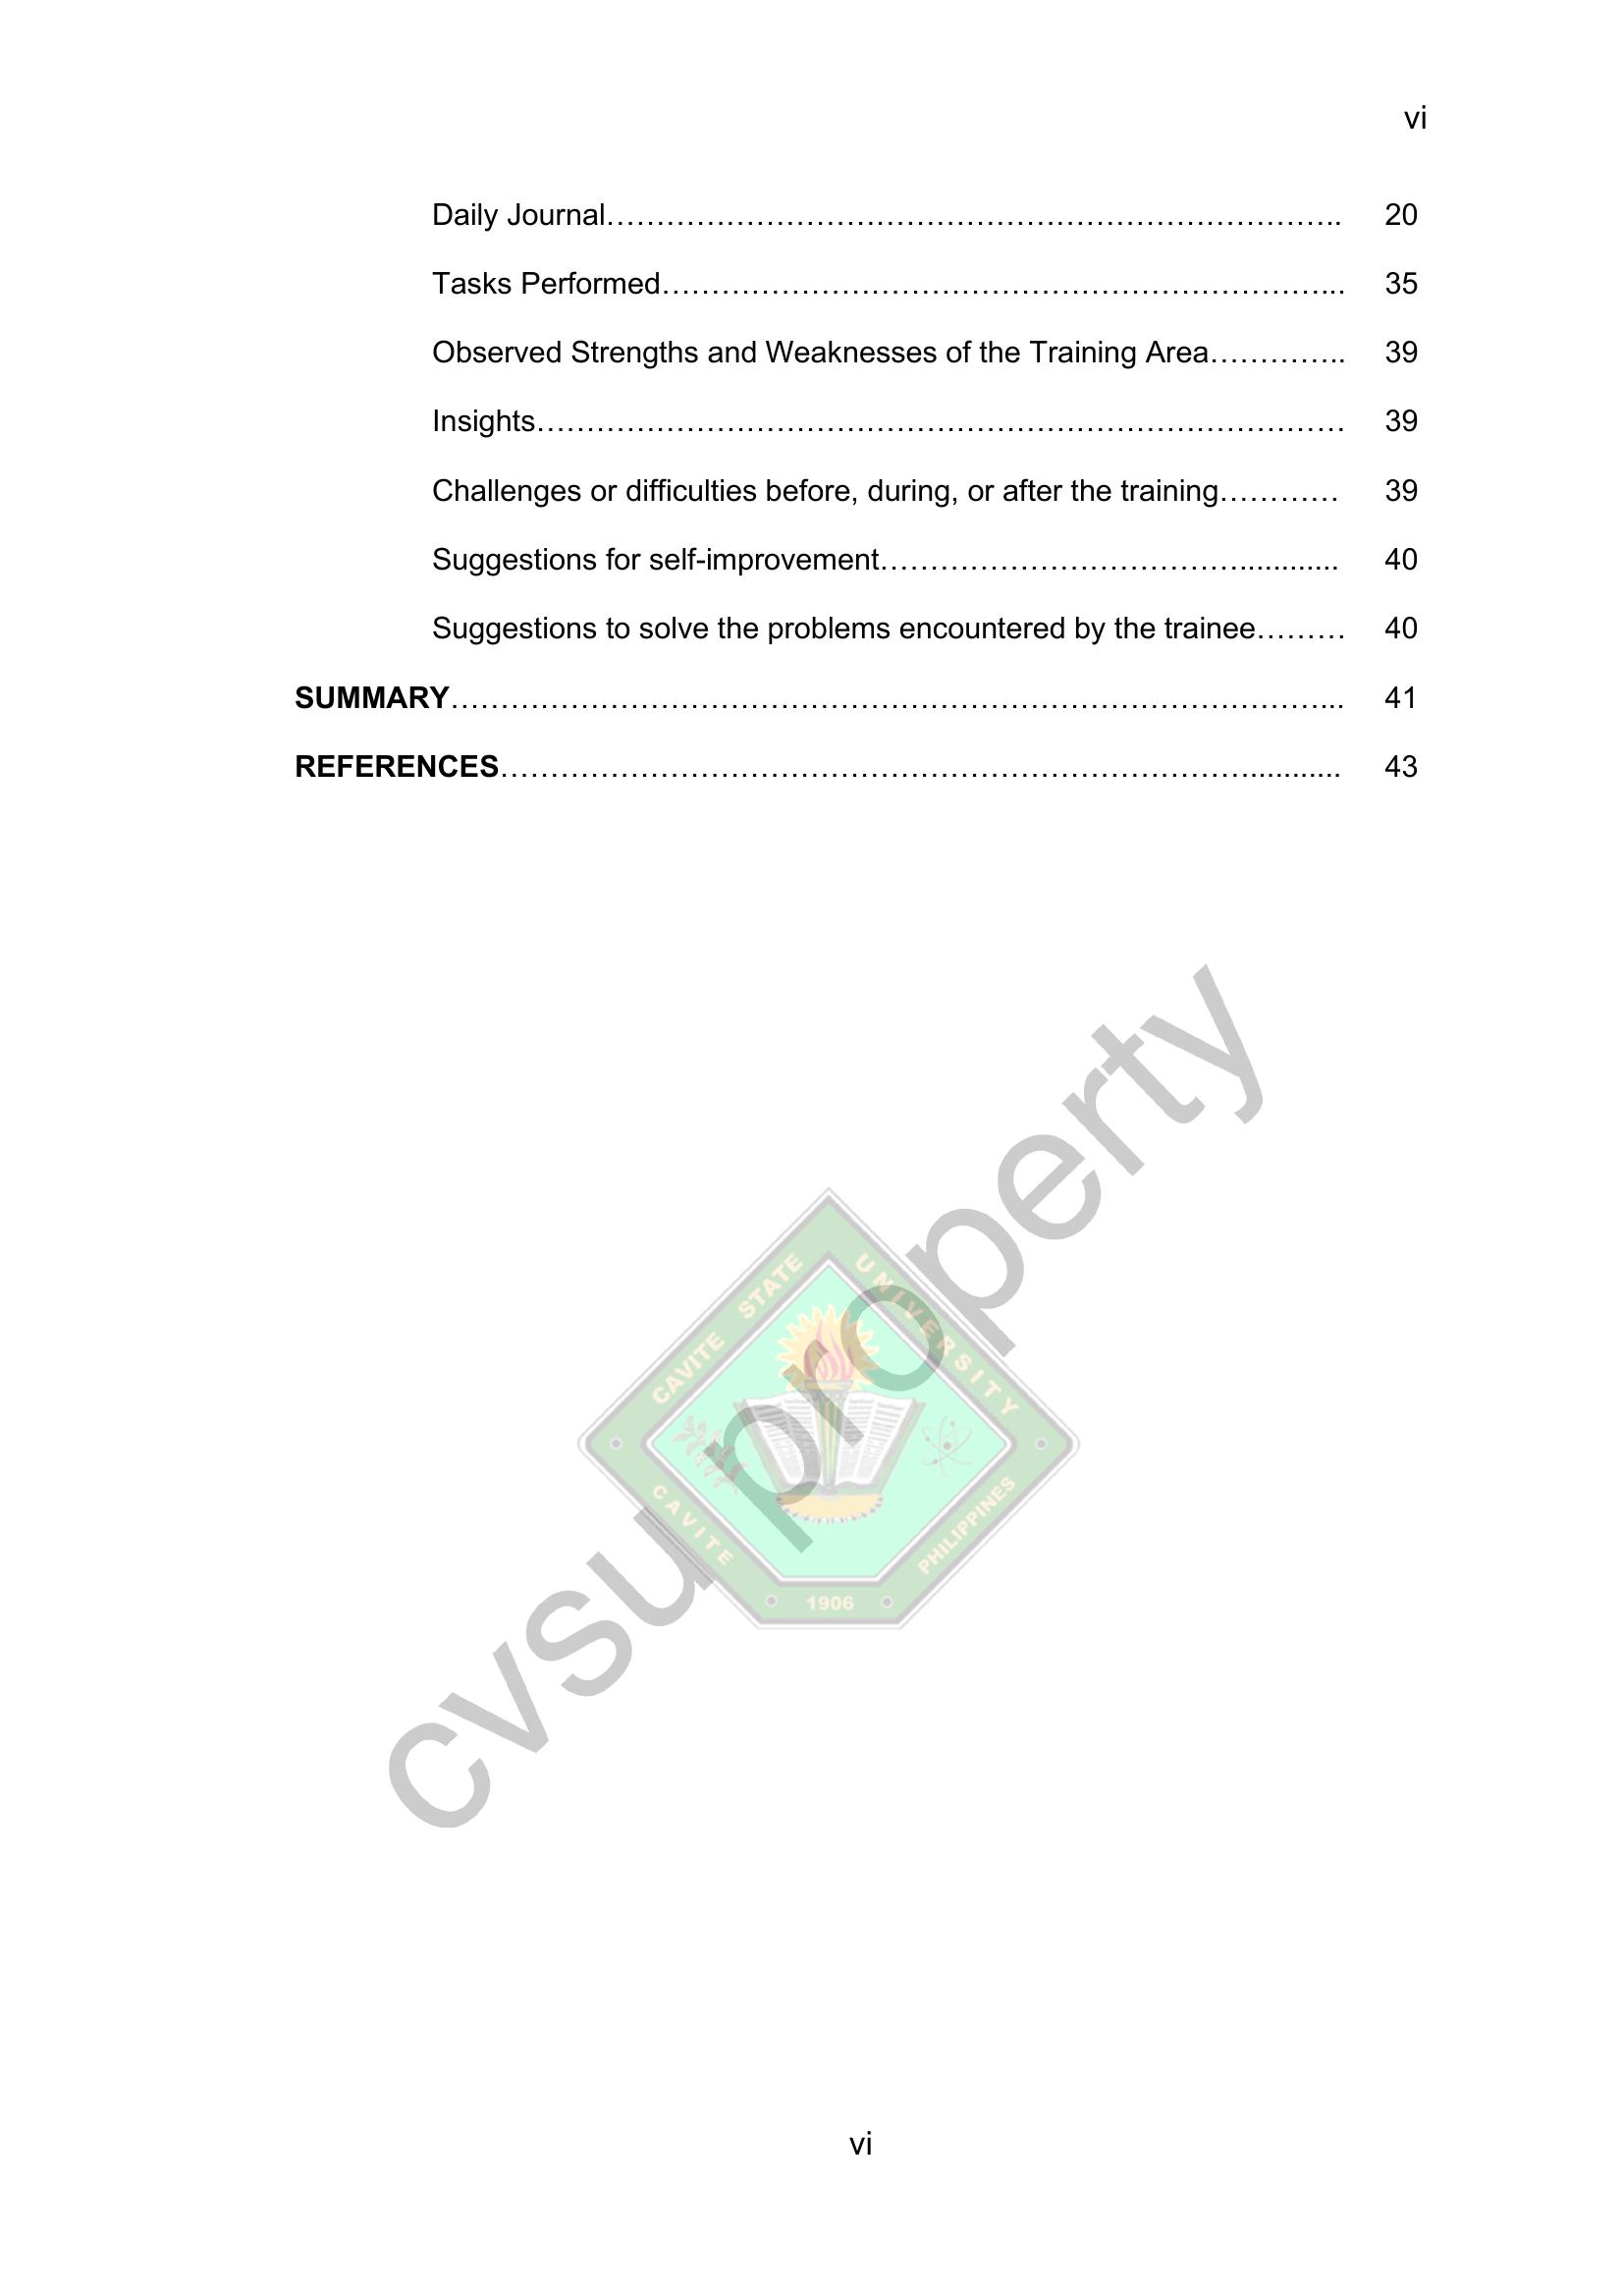 vi
Daily Journal……………………………………………………………….. 20
Tasks Performed…………………………………………………………... 35
Observed Strengths and Weaknesses of the Training Area………….. 39
Insights……………………………………………………………………… 39
Challenges or difficulties before, during, or after the training………… 39
Suggestions for self-improvement………………………………............ 40
Suggestions to solve the problems encountered by the trainee……… 40
SUMMARY……………………………………………………………………………... 41
REFERENCES…………………………………………………………………........... 43
cvsu property
CAVITE STATE UNIVERSITY
CAVITE
PHILIPPINES
1906
vi